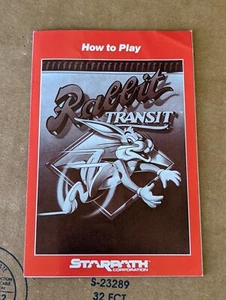 How to Play
Rabbit
TRANSIT
STARPATH
CORPORATION
S-23289
32 ECT